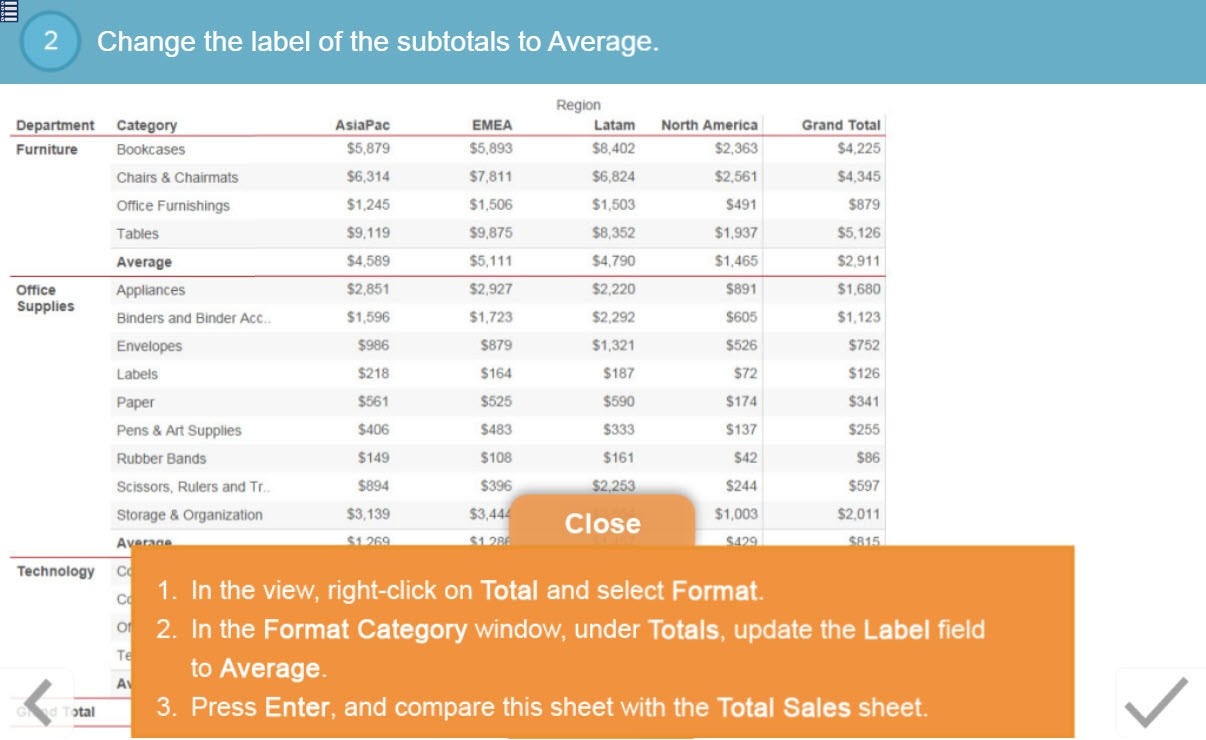 2 Change the label of the subtotals to Average.
Region
Department Category AsiaPac EMEA Latam North America Grand Total
Furniture Bookcases $5,879 $5,893 $8,402 $2,363 $4,225
Chairs & Chairmats $6,314 $7,811 $6,824 $2,561 $4,345
Office Furnishings $1,245 $1,506 $1,503 $491 $879
Tables $9,119 $9,875 $8,352 $1,937 $5,126
Average $4,589 $5,111 $4,790 $1,465 $2,911
Office Appliances $2,851 $2,927 $2,220 $891 $1,680
Supplies
Binders and Binder Acc.. $1,596 $1,723 $2,292 $605 $1,123
Envelopes $986 $879 $1,321 $526 $752
Labels $218 $164 $187 $72 $126
Paper $561 $525 $590 $174 $341
Pens & Art Supplies $406 $483 $333 $137 $255
Rubber Bands $149 $108 $161 $42 $86
Scissors, Rulers and Tr.. $894 $396 $2,253 $244 $597
Storage & Organization $3,139 $3,444 $1,003 $2,011
Close
Average $1,269 $1,286 $429 $815
Technology
1. In the view, right-click on Total and select Format.
2. In the Format Category window, under Totals, update the Label field
to Average.
3. Press Enter, and compare this sheet with the Total Sales sheet.
Grand Total